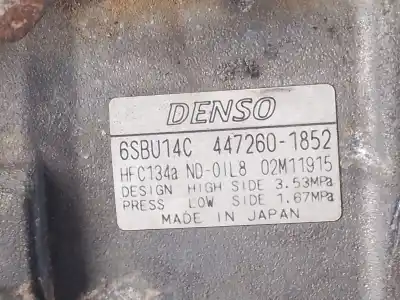 DENSO
6SBU14C 447260-1852
HFC134a ND-OIL8 02M11915
DESIGN HIGH SIDE 3.53MPa
PRESS LOW SIDE 1.67MPa
MADE IN JAPAN